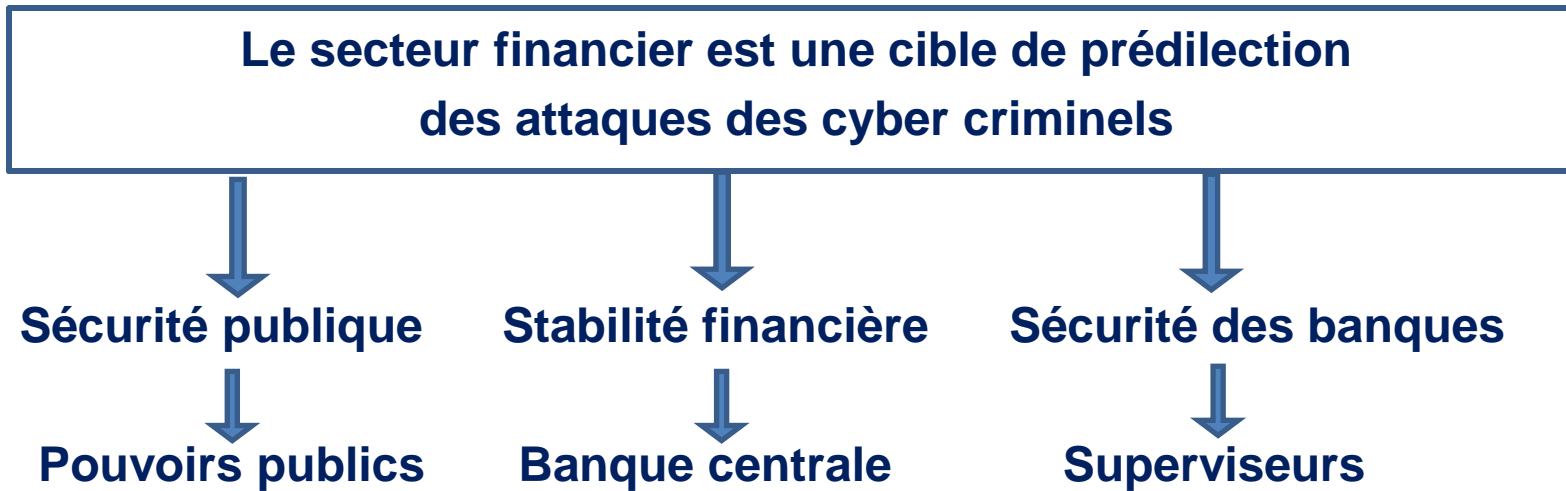 Le secteur financier est une cible de prédilection
des attaques des cyber criminels
Sécurité publique
Stabilité financière
Sécurité des banques
Pouvoirs publics
Banque centrale
Superviseurs